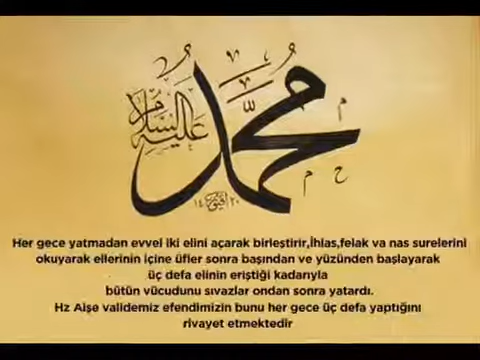 محمد
عليه السلام
Her gece yatmadan evvel iki elini açarak birleştirir,İhlas,felak va nas surelerini
okuyarak ellerinin içine üfler sonra başından ve yüzünden başlayarak
üç defa elinin eriştiği kadarıyla
bütün vücudunu sıvazlar ondan sonra yatardı.
Hz Aişe validemiz efendimizin bunu her gece üç defa yaptığını
rivayet etmektedir